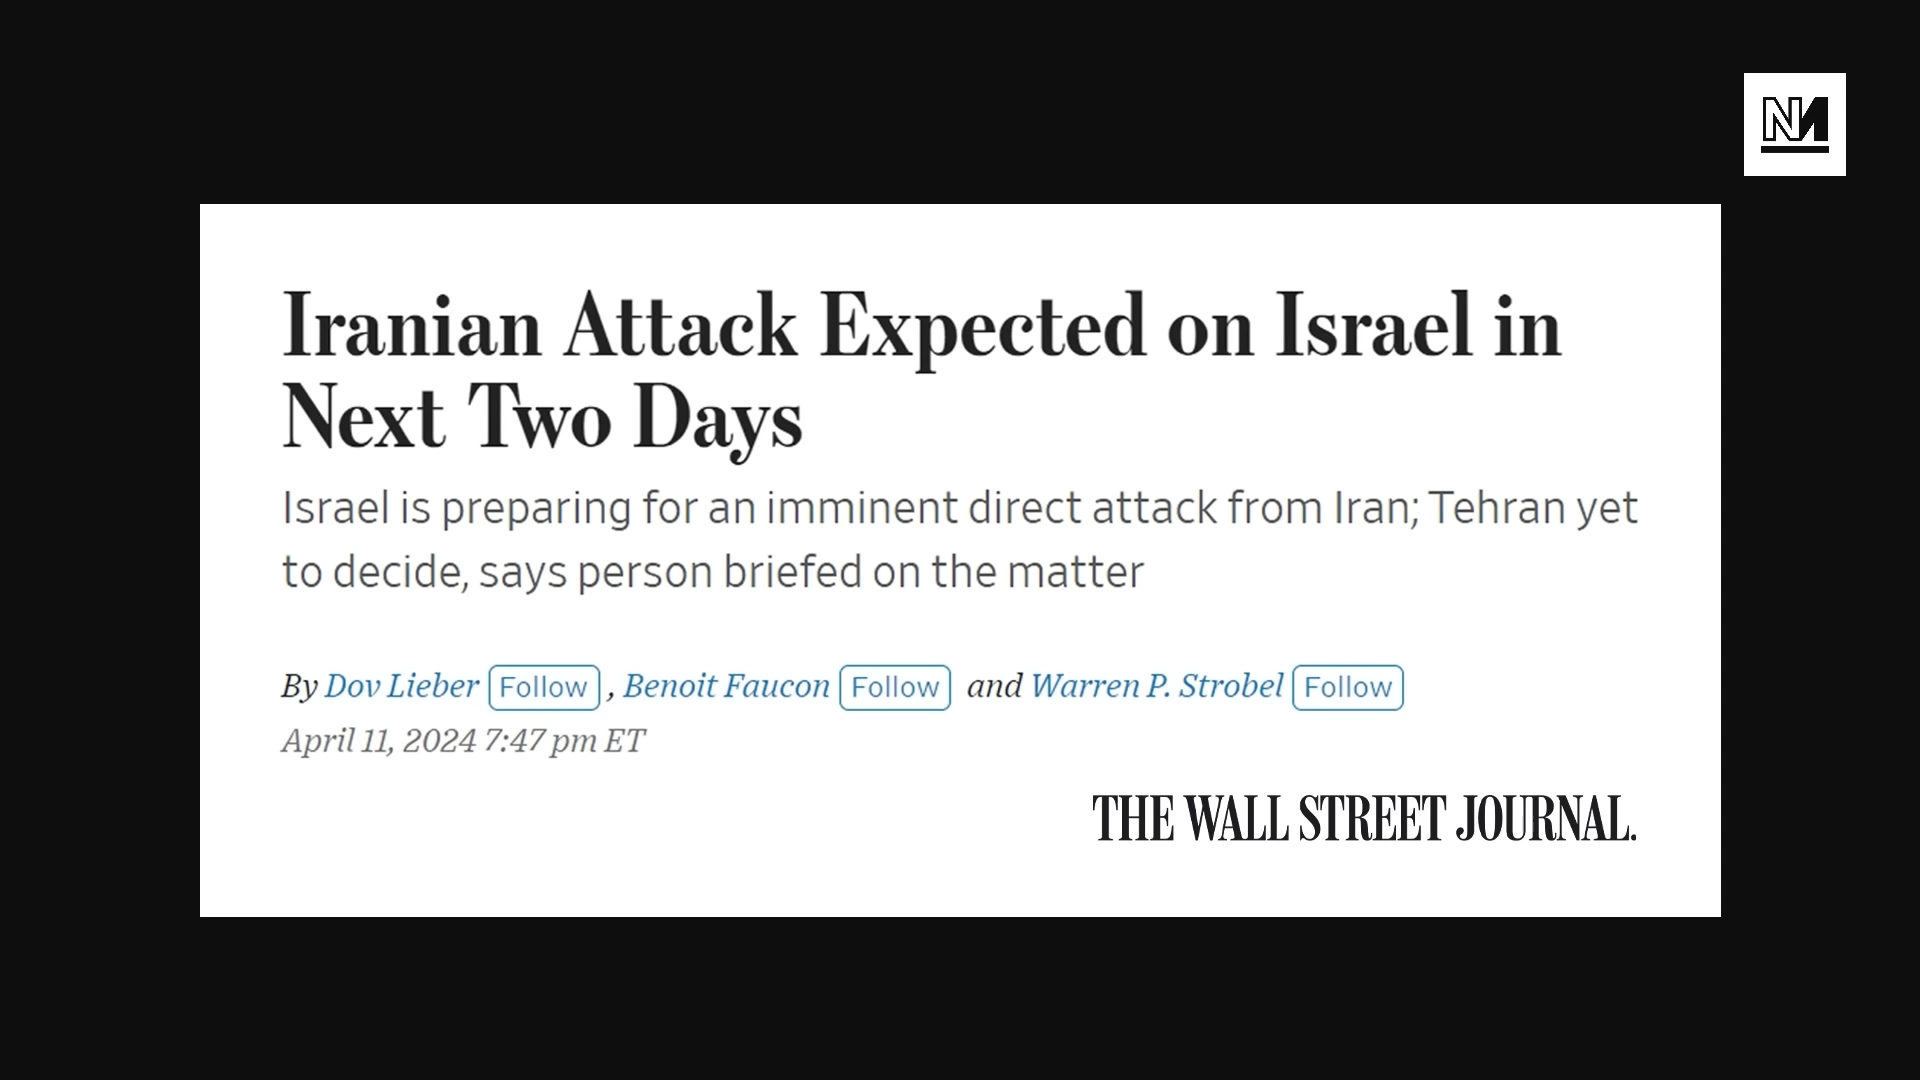 NM
Iranian Attack Expected on Israel in
Next Two Days
Israel is preparing for an imminent direct attack from Iran; Tehran yet
to decide, says person briefed on the matter
By Dov Lieber Follow , Benoit Faucon Follow and Warren P. Strobel Follow
April 11, 2024 7:47 pm ET
THE WALL STREET JOURNAL.